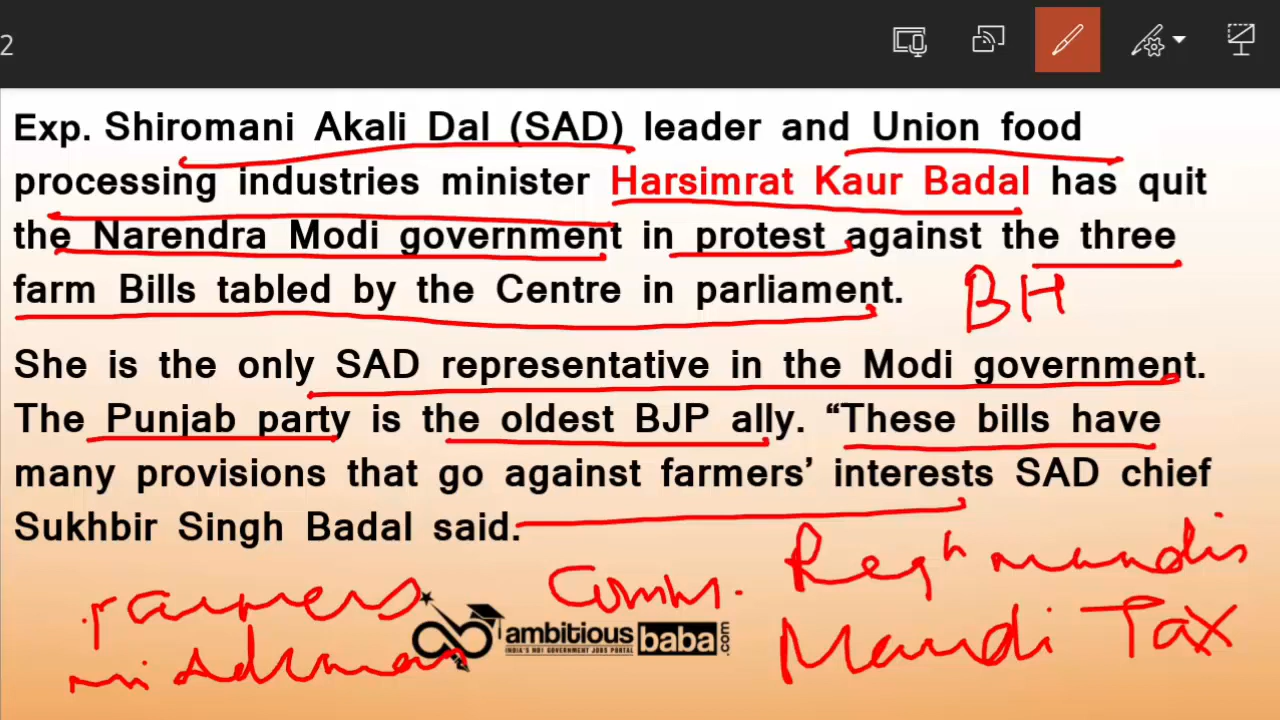 2
Exp. Shiromani Akali Dal (SAD) leader and Union food
processing industries minister Harsimrat Kaur Badal has quit
the Narendra Modi government in protest against the three
farm Bills tabled by the Centre in parliament.
BH
She is the only SAD representative in the Modi government.
The Punjab party is the oldest BJP ally. “These bills have
many provisions that go against farmers’ interests SAD chief
Sukhbir Singh Badal said.
Regn mandis
farmers Comms.
Mandi Tax
ambitiousbaba.com
INDIA'S NO1 GOVERNMENT JOBS PORTAL